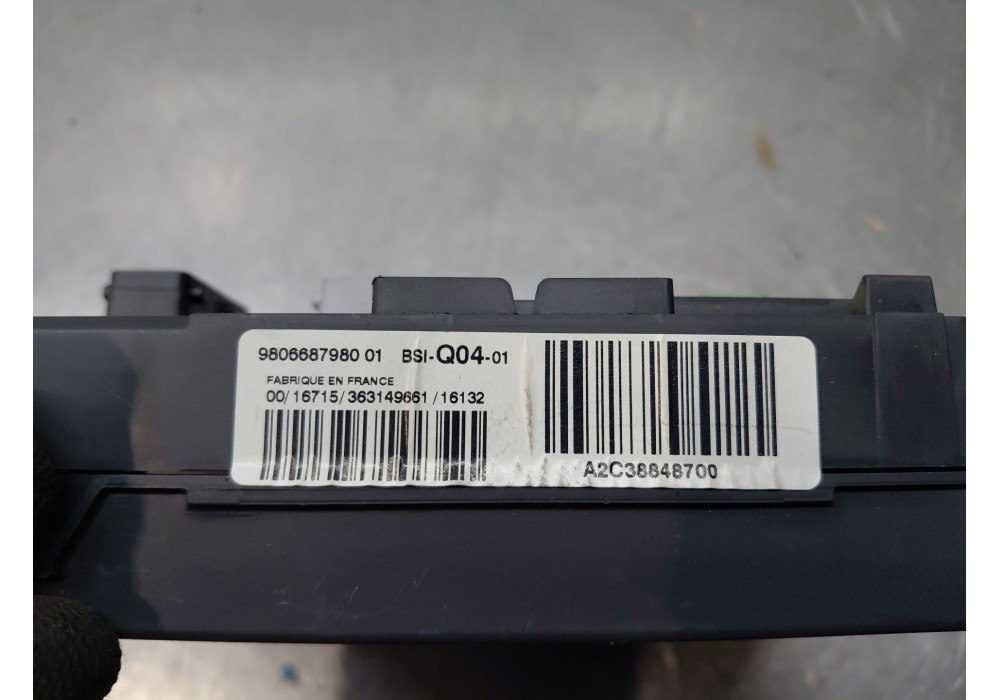 9806687980 01 BSI-Q04-01
FABRIQUE EN FRANCE
00/16715/363149661/16132
A2C38848700